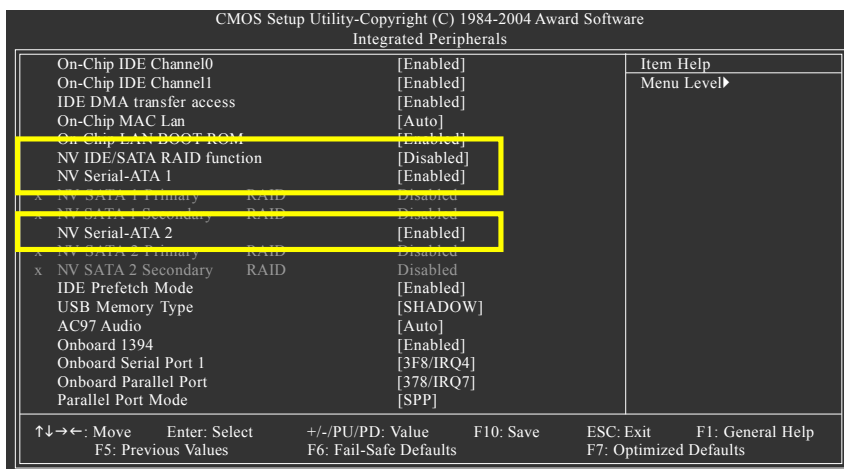 CMOS Setup Utility-Copyright (C) 1984-2004 Award Software
Integrated Peripherals
On-Chip IDE Channel0 [Enabled] Item Help
On-Chip IDE Channel1 [Enabled] Menu Level▶
IDE DMA transfer access [Enabled]
On-Chip MAC Lan [Auto]
On-Chip LAN BOOT ROM [Enabled]
NV IDE/SATA RAID function [Disabled]
NV Serial-ATA 1 [Enabled]
x NV SATA 1 Primary RAID Disabled
x NV SATA 1 Secondary RAID Disabled
NV Serial-ATA 2 [Enabled]
x NV SATA 2 Primary RAID Disabled
x NV SATA 2 Secondary RAID Disabled
IDE Prefetch Mode [Enabled]
USB Memory Type [SHADOW]
AC97 Audio [Auto]
Onboard 1394 [Enabled]
Onboard Serial Port 1 [3F8/IRQ4]
Onboard Parallel Port [378/IRQ7]
Parallel Port Mode [SPP]
↑↓→←: Move Enter: Select +/-/PU/PD: Value F10: Save ESC: Exit F1: General Help
F5: Previous Values F6: Fail-Safe Defaults F7: Optimized Defaults